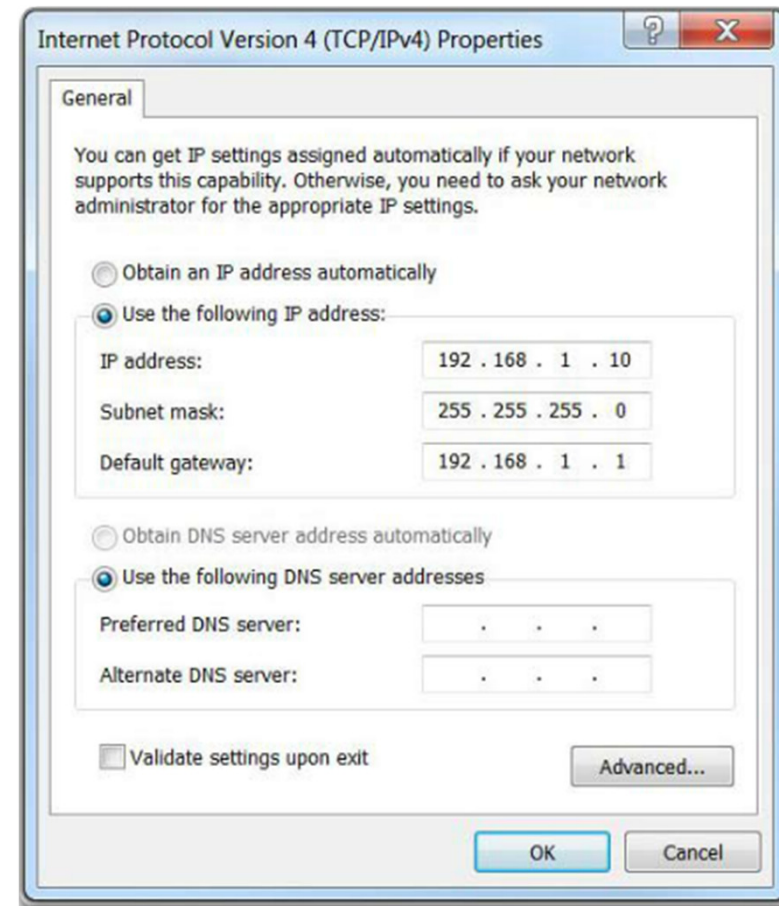 Internet Protocol Version 4 (TCP/IPv4) Properties
General
You can get IP settings assigned automatically if your network
supports this capability. Otherwise, you need to ask your network
administrator for the appropriate IP settings.
Obtain an IP address automatically
Use the following IP address:
IP address: 192 . 168 . 1 . 10
Subnet mask: 255 . 255 . 255 . 0
Default gateway: 192 . 168 . 1 . 1
Obtain DNS server address automatically
Use the following DNS server addresses
Preferred DNS server: . . .
Alternate DNS server: . . .
Validate settings upon exit
Advanced...
OK Cancel